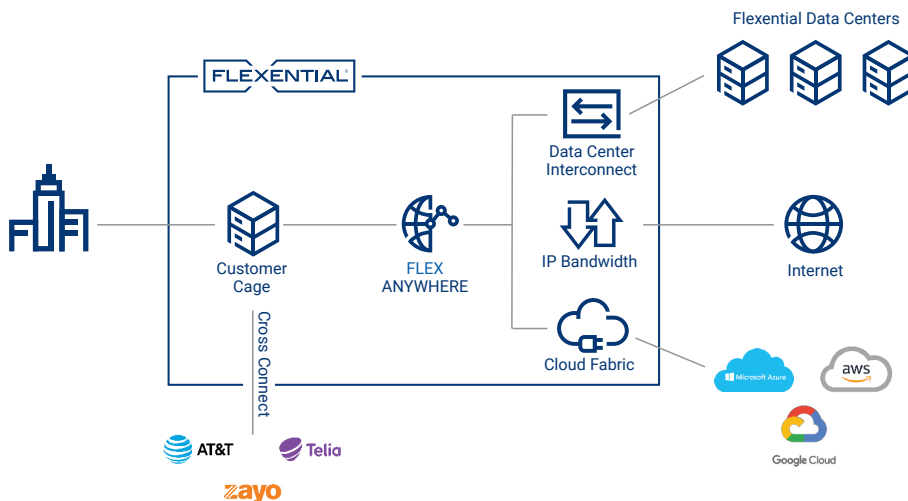 Flexential Data Centers
FLEXENTIAL®
Data Center
Interconnect
Customer
Cage
FLEX
ANYWHERE
IP Bandwidth
Internet
Cross Connect
Cloud Fabric
Microsoft Azure
aws
Google Cloud
AT&T
Telia
zayo